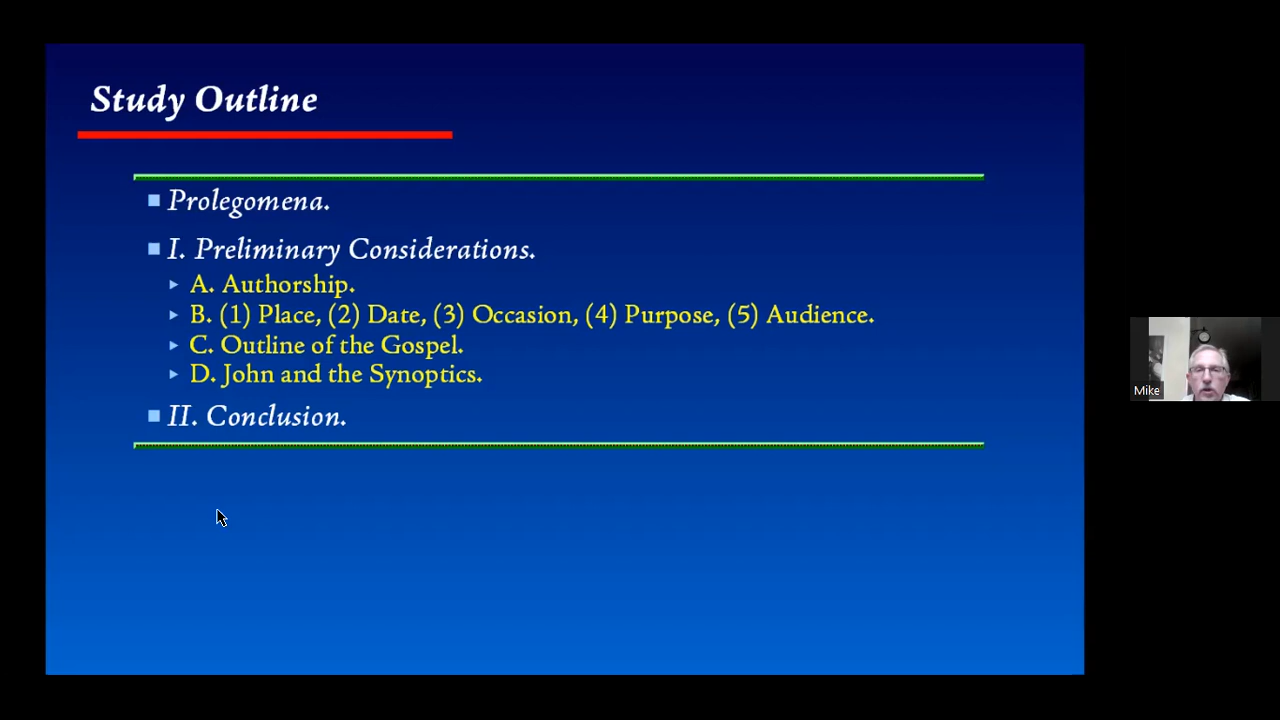 Study Outline
Prolegomena.
I. Preliminary Considerations.
A. Authorship.
B. (1) Place, (2) Date, (3) Occasion, (4) Purpose, (5) Audience.
C. Outline of the Gospel.
D. John and the Synoptics.
II. Conclusion.
Mike